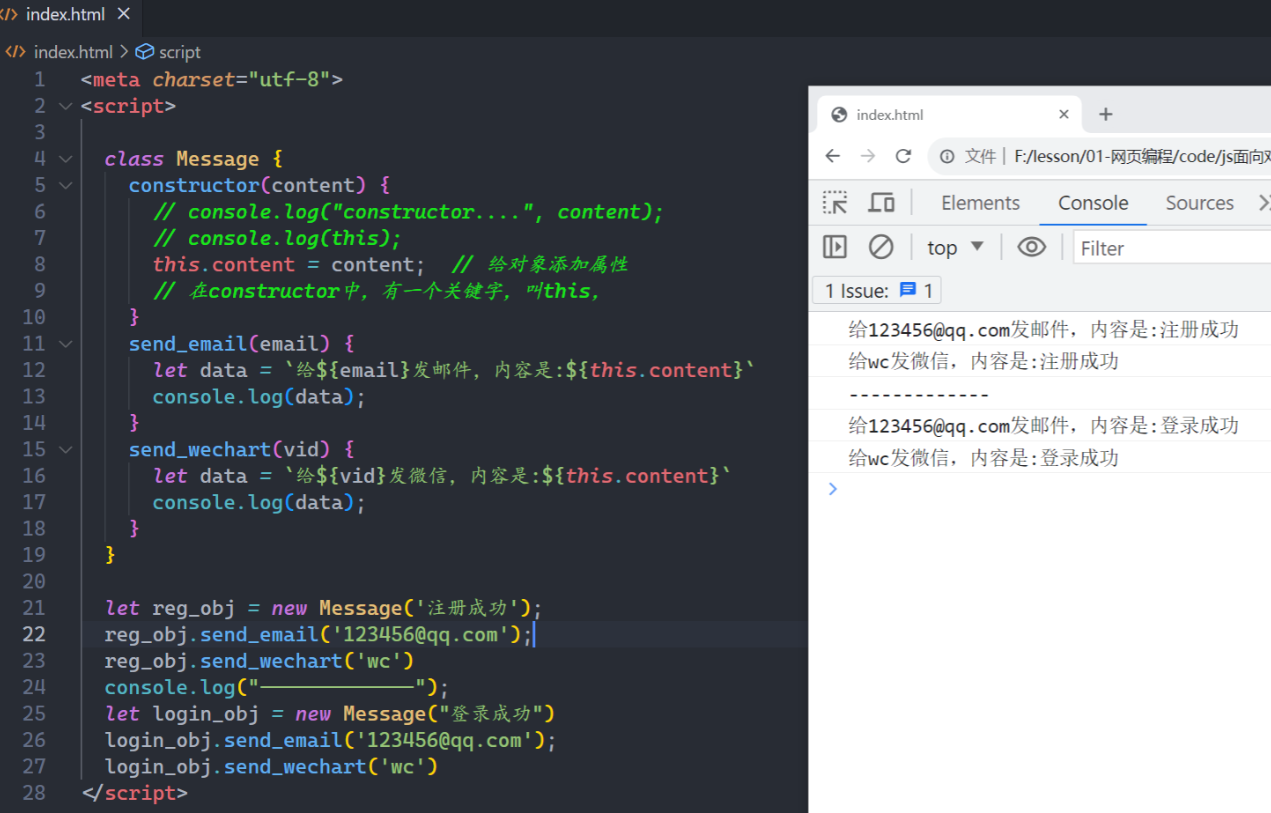 index.html
index.html > script
1 <meta charset="utf-8">
2 <script>
3
4 class Message {
5 constructor(content) {
6 // console.log("constructor....", content);
7 // console.log(this);
8 this.content = content; // 给对象添加属性
9 // 在constructor中，有一个关键字，叫this，
10 }
11 send_email(email) {
12 let data = `给${email}发邮件，内容是:${this.content}`
13 console.log(data);
14 }
15 send_wechart(vid) {
16 let data = `给${vid}发微信，内容是:${this.content}`
17 console.log(data);
18 }
19 }
20
21 let reg_obj = new Message('注册成功');
22 reg_obj.send_email('123456@qq.com');
23 reg_obj.send_wechart('wc')
24 console.log("-------------");
25 let login_obj = new Message("登录成功")
26 login_obj.send_email('123456@qq.com');
27 login_obj.send_wechart('wc')
28 </script>
index.html
文件 | F:/lesson/01-网页编程/code/js面向对
Elements Console Sources
top Filter
1 Issue: 1
给123456@qq.com发邮件，内容是:注册成功
给wc发微信，内容是:注册成功
-------------
给123456@qq.com发邮件，内容是:登录成功
给wc发微信，内容是:登录成功
>